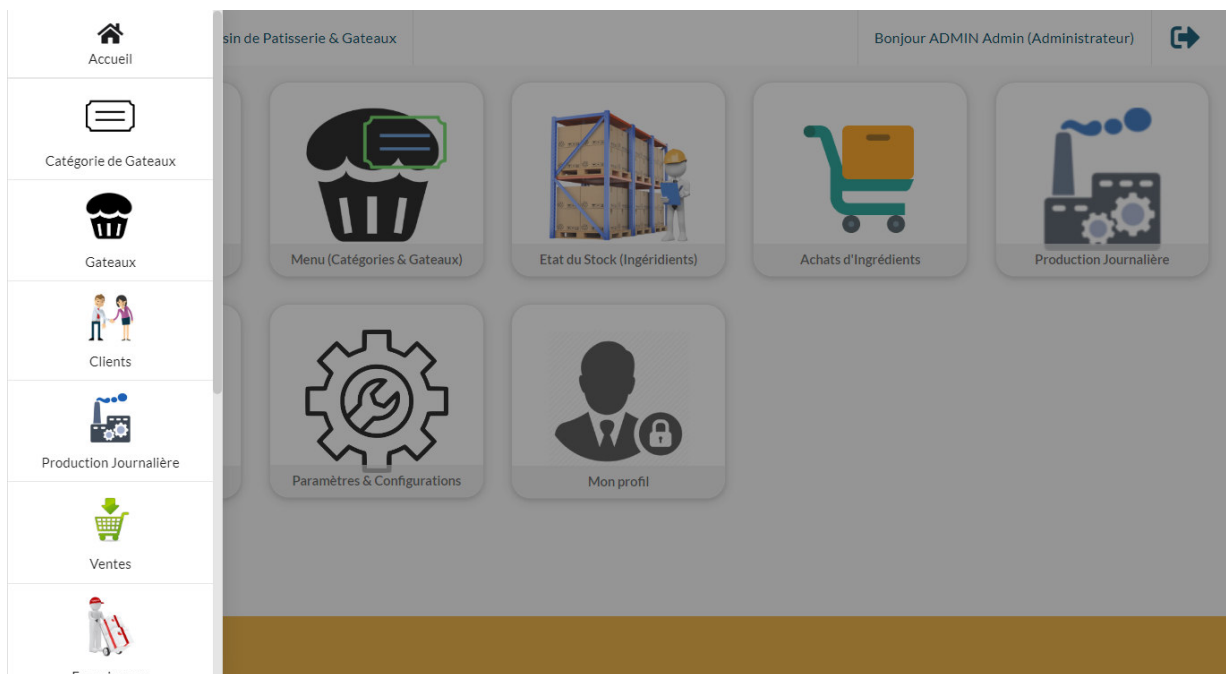 Accueil
sin de Patisserie & Gateaux
Bonjour ADMIN Admin (Administrateur)
Catégorie de Gateaux
Gateaux
Clients
Production Journalière
Ventes
Menu (Catégories & Gateaux)
Etat du Stock (Ingéridients)
Achats d'Ingrédients
Production Journalière
Paramètres & Configurations
Mon profil